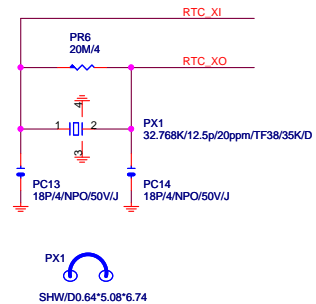 RTC_XI
PR6
20M/4
RTC_XO
4
1
2
3
PX1
32.768K/12.5p/20ppm/TF38/35K/D
PC13
18P/4/NPO/50V/J
PC14
18P/4/NPO/50V/J
PX1
SHW/D0.64*5.08*6.74